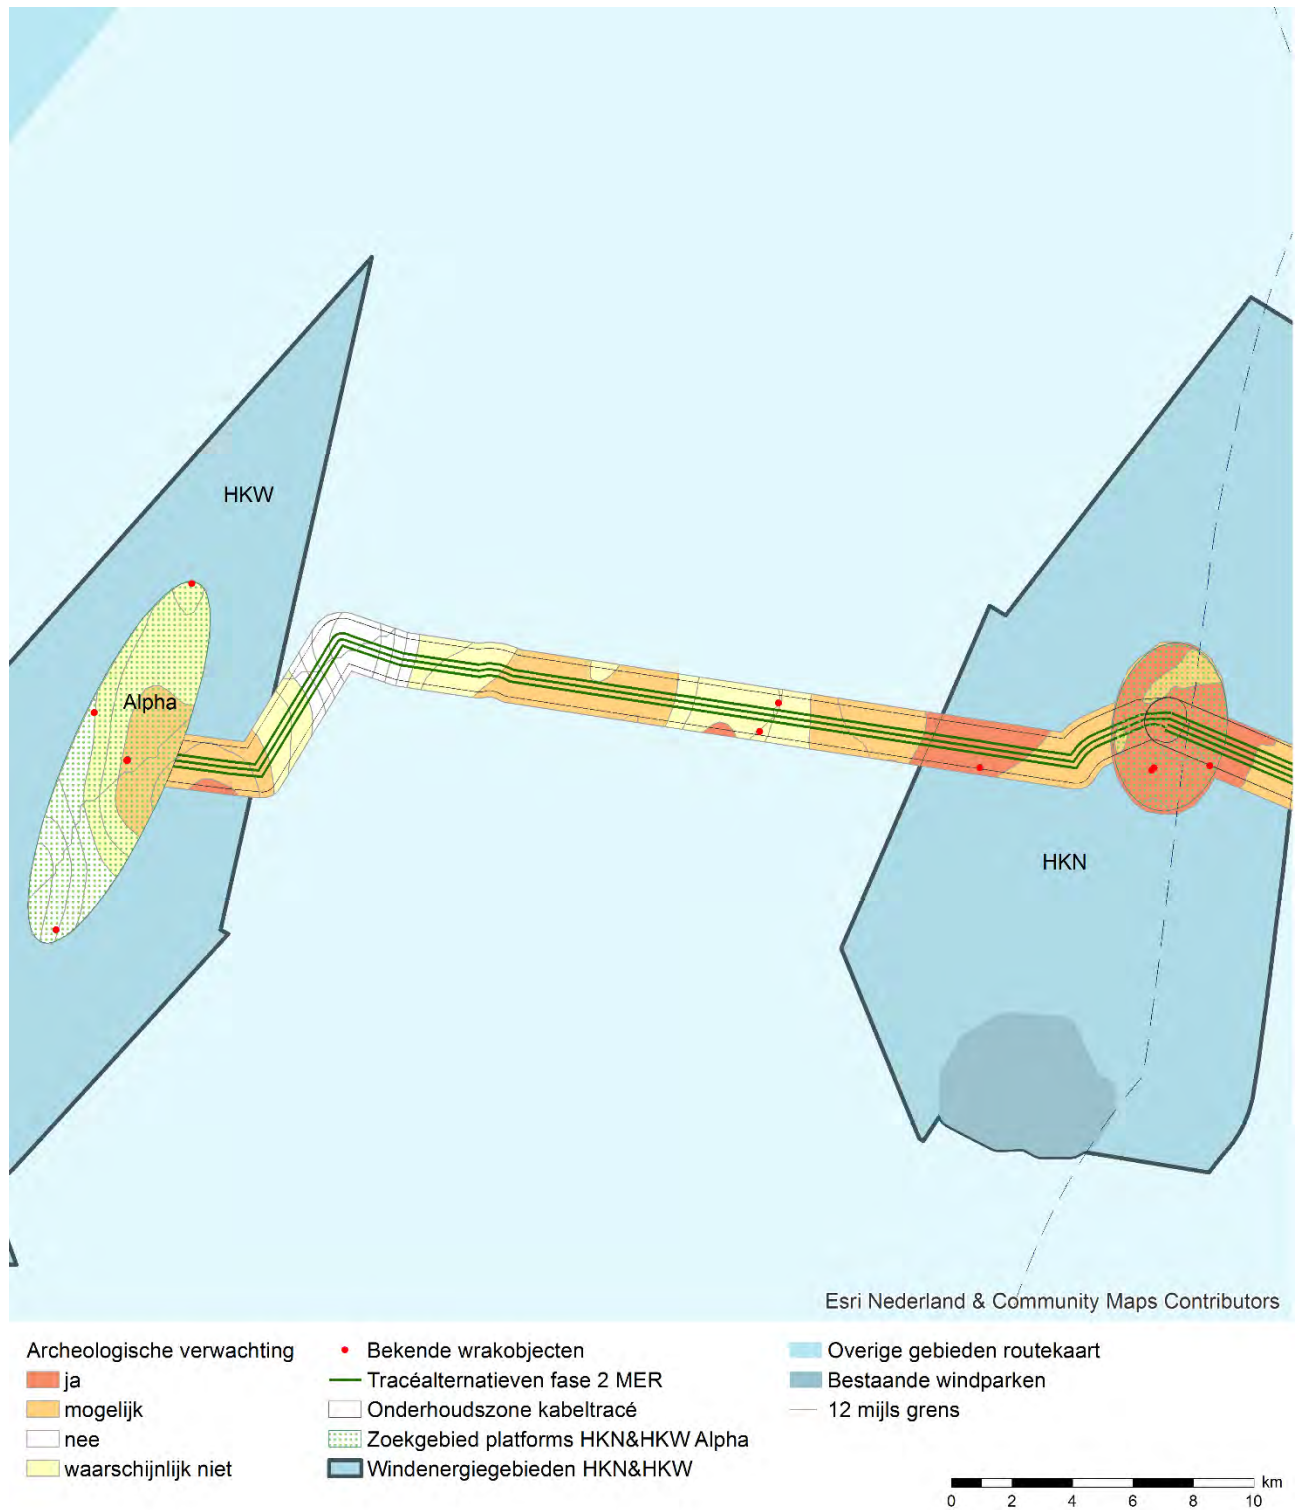 HKW
Alpha
HKN
Esri Nederland & Community Maps Contributors
Archeologische verwachting
ja
mogelijk
nee
waarschijnlijk niet
Bekende wrakobjecten
Tracéalternatieven fase 2 MER
Onderhoudszone kabeltracé
Zoekgebied platforms HKN&HKW Alpha
Windenergiegebieden HKN&HKW
Overige gebieden routekaart
Bestaande windparken
12 mijls grens
km
0 2 4 6 8 10